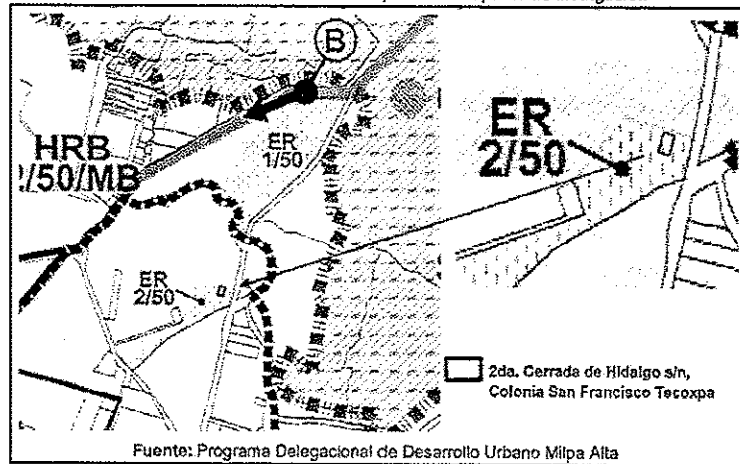 B
ER
1/50
HRB
2/50/MB
ER
2/50
ER
2/50
2da. Cerrada de Hidalgo s/n,
Colonia San Francisco Tecoxpa
Fuente: Programa Delegacional de Desarrollo Urbano Milpa Alta